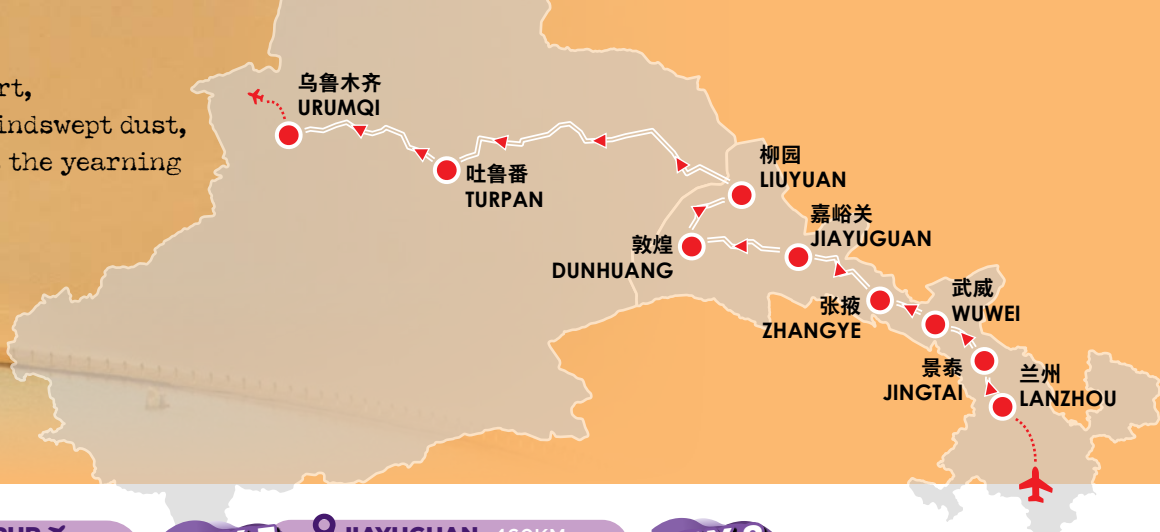 rt,
indswept dust,
the yearning
乌鲁木齐
URUMQI
吐鲁番
TURPAN
柳园
LIUYUAN
嘉峪关
JIAYUGUAN
敦煌
DUNHUANG
张掖
ZHANGYE
武威
WUWEI
景泰
JINGTAI
兰州
LANZHOU
JIAYUGUAN